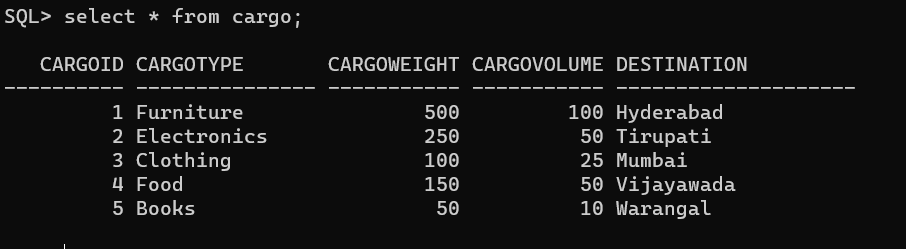 SQL> select * from cargo;
CARGOID CARGOTYPE CARGOWEIGHT CARGOVOLUME DESTINATION
---------- --------------- ----------- ----------- --------------------
1 Furniture 500 100 Hyderabad
2 Electronics 250 50 Tirupati
3 Clothing 100 25 Mumbai
4 Food 150 50 Vijayawada
5 Books 50 10 Warangal